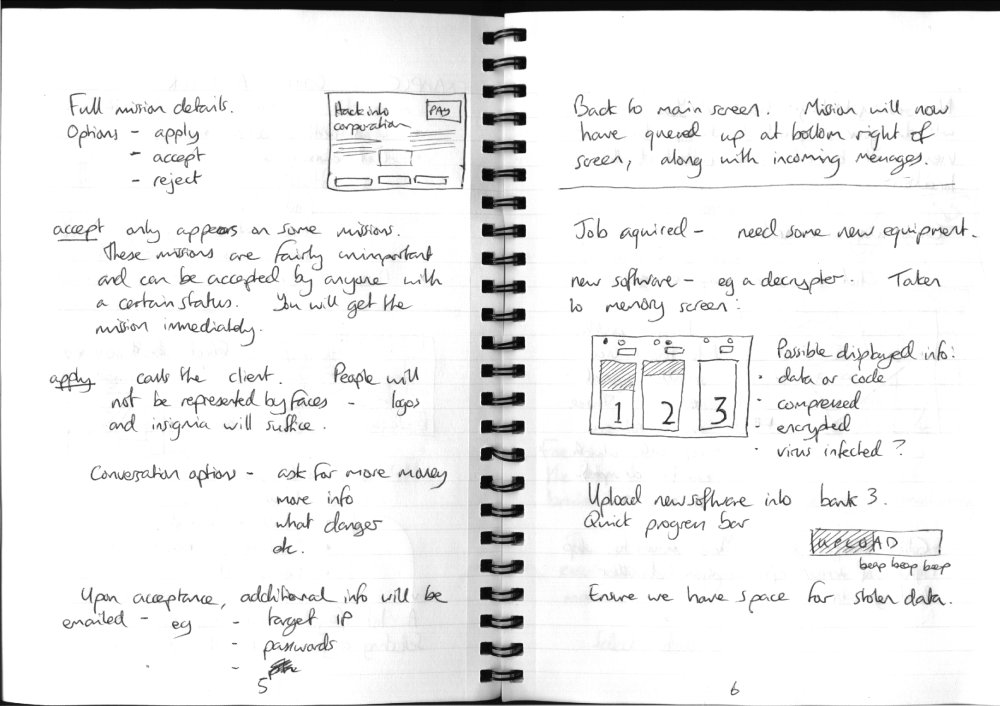 Full mission details.
Options - apply
- accept
- reject
Hack into
corporation
PAY
accept only appears on some missions.
These missions are fairly unimportant
and can be accepted by anyone with
a certain status. You will get the
mission immediately.
apply calls the client. People will
not be represented by faces - logos
and insignia will suffice.
Conversation options - ask for more money
more info
what danger
etc.
Upon acceptance, additional info will be
emailed - eg - target IP
- passwords
-
5
Back to main screen. Mission will now
have queued up at bottom right of
screen, along with incoming messages.
Job aquired - need some new equipment.
new software - eg a decrypter. Taken
to memory screen:
1 2 3
Possible displayed info:
· data or code
· compressed
· encrypted
· virus infected?
Upload new software into bank 3.
Quick progress bar
UPLOAD
beep beep beep
Ensure we have space for stolen data.
6